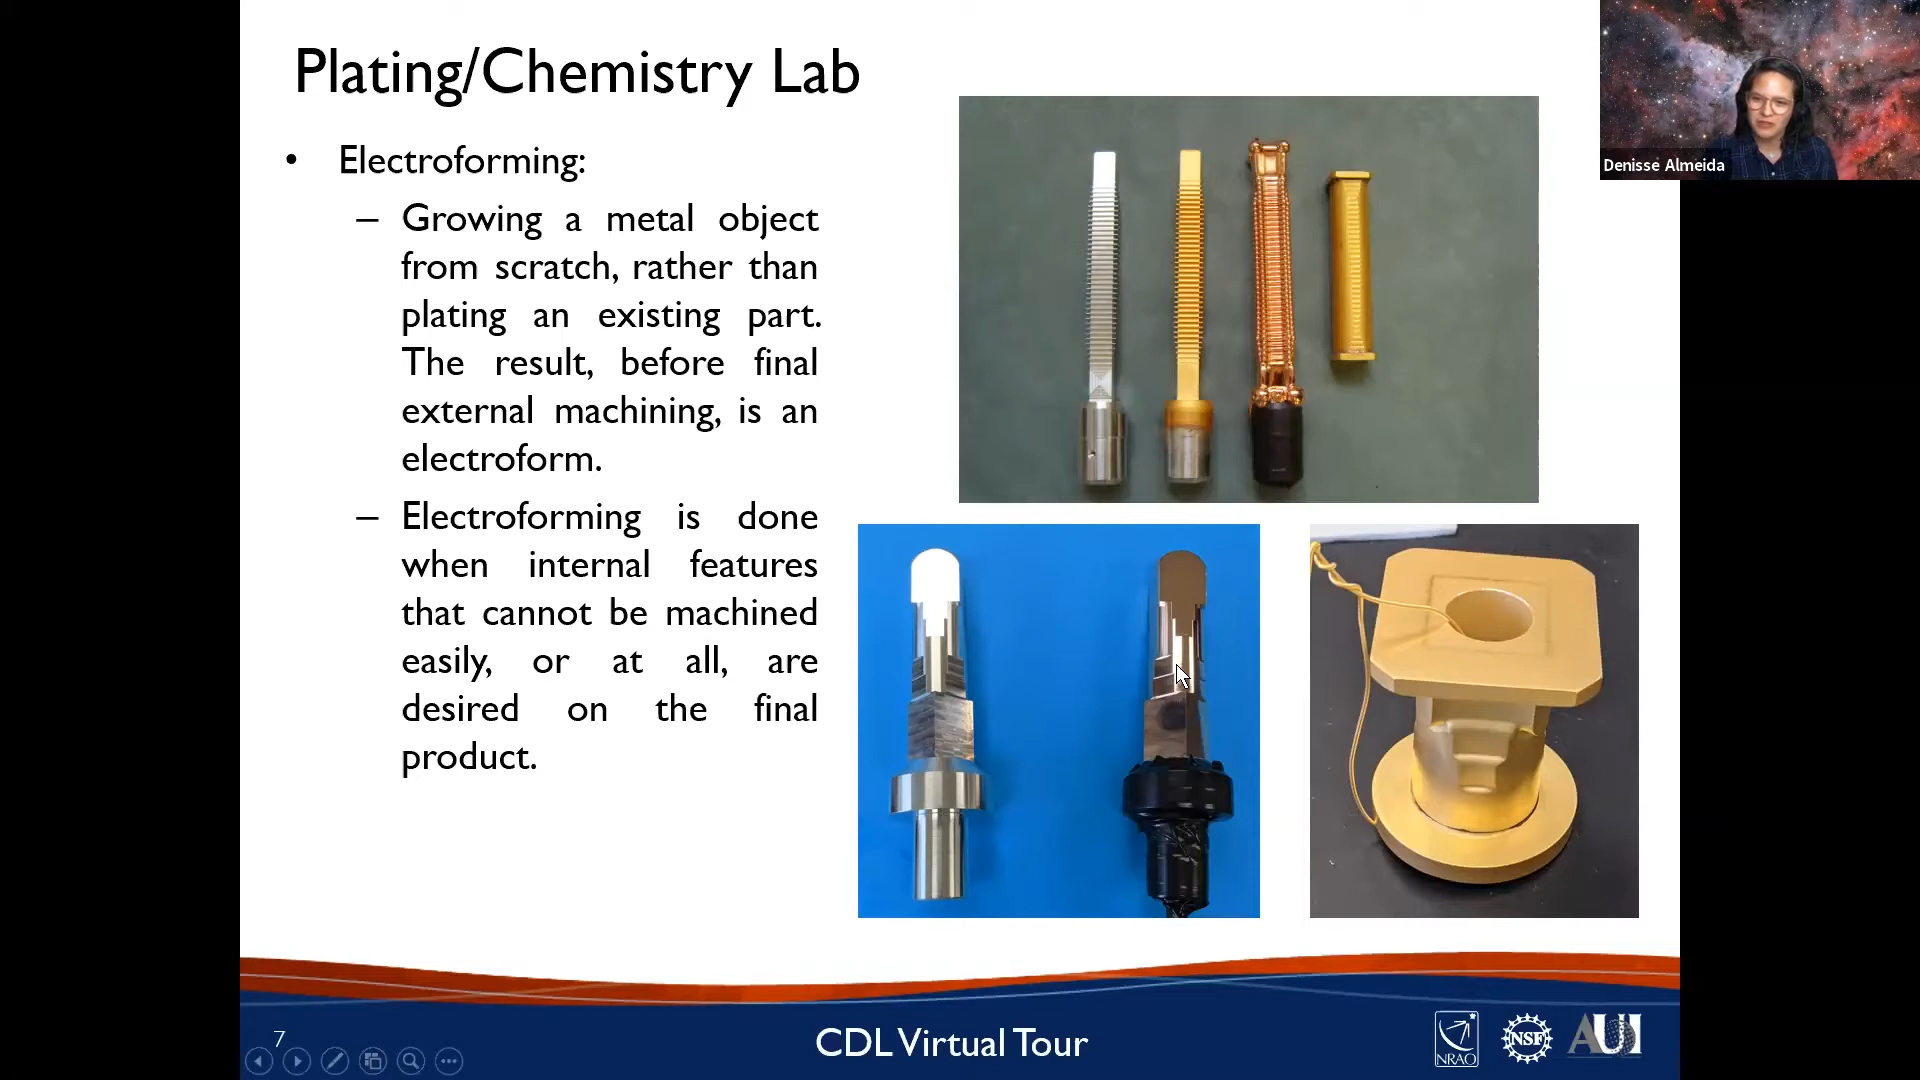 Plating/Chemistry Lab
• Electroforming:
– Growing a metal object
from scratch, rather than
plating an existing part.
The result, before final
external machining, is an
electroform.
– Electroforming is done
when internal features
that cannot be machined
easily, or at all, are
desired on the final
product.
Denisse Almeida
7
CDL Virtual Tour
NRAO
NSF
AUI